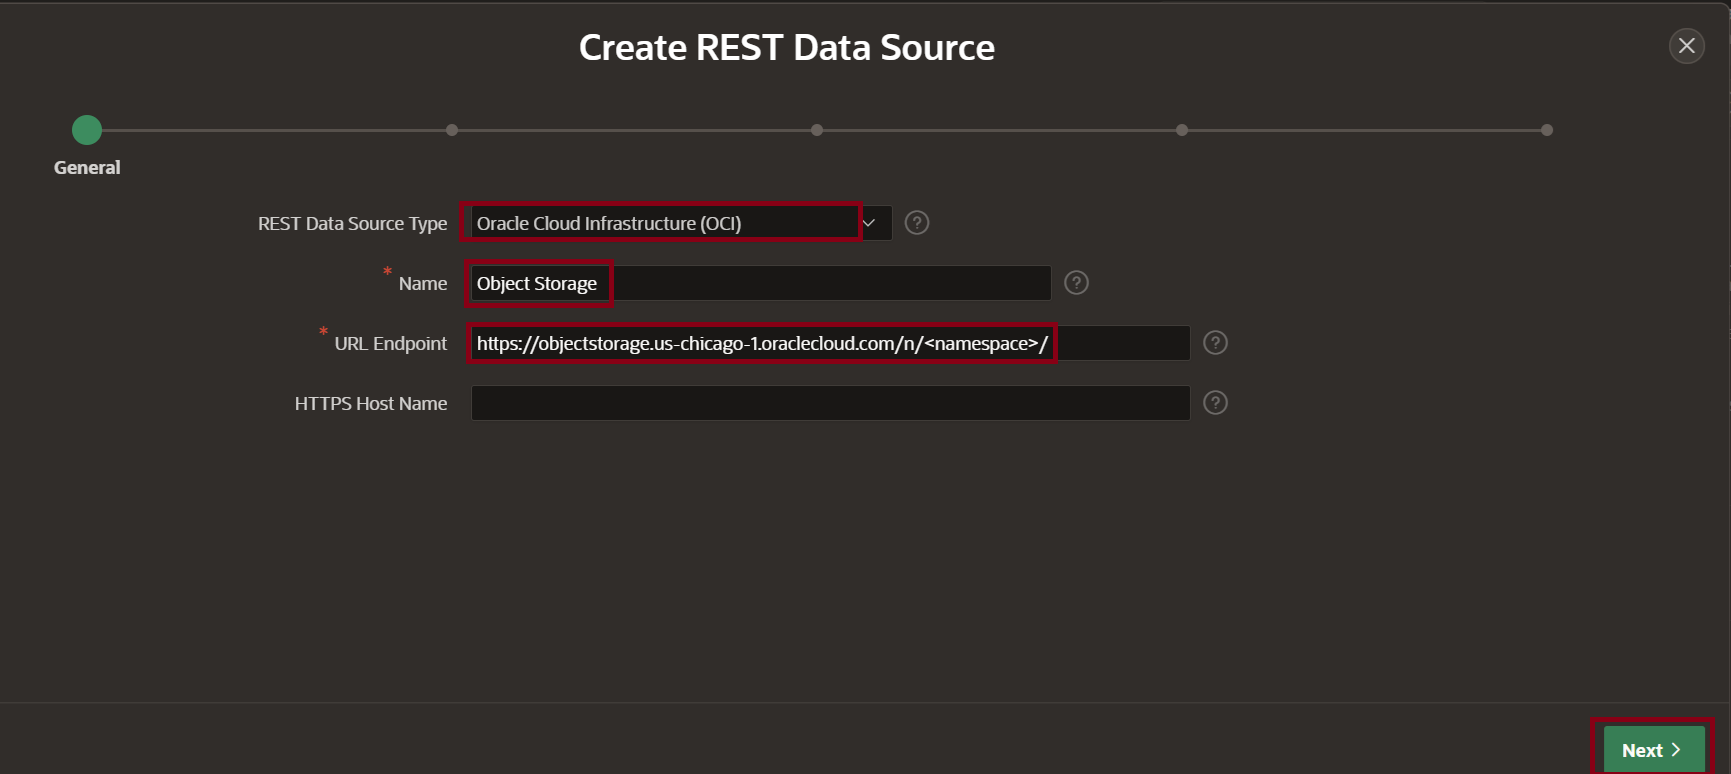 Create REST Data Source
General
REST Data Source Type Oracle Cloud Infrastructure (OCI) ?
* Name Object Storage ?
* URL Endpoint https://objectstorage.us-chicago-1.oraclecloud.com/n/<namespace>/ ?
HTTPS Host Name ?
Next